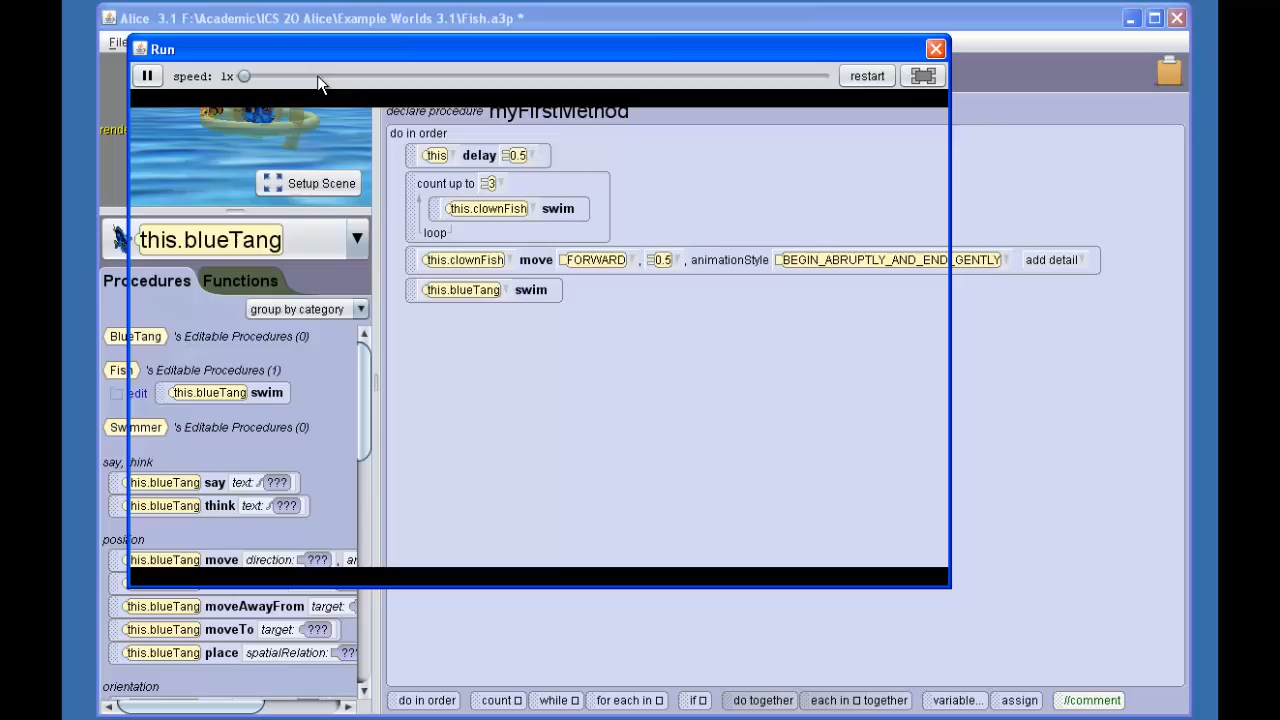 Alice 3.1 F:\Academic\ICS 20 Alice\Example Worlds 3.1\Fish.a3p *
File
Run
speed: 1x
restart
declare procedure myFirstMethod
do in order
this delay 0.5
count up to 3
this.clownFish swim
loop
this.clownFish move FORWARD , 0.5 , animationStyle BEGIN_ABRUPTLY_AND_END_GENTLY add detail
this.blueTang swim
Setup Scene
this.blueTang
Procedures Functions
group by category
BlueTang 's Editable Procedures (0)
Fish 's Editable Procedures (1)
edit this.blueTang swim
Swimmer 's Editable Procedures (0)
say, think
this.blueTang say text: ???
this.blueTang think text: ???
position
this.blueTang move direction: ??? , an
this.blueTang moveAwayFrom target:
this.blueTang moveTo target: ???
this.blueTang place spatialRelation: ??
orientation
do in order count while for each in if do together each in together variable... assign //comment